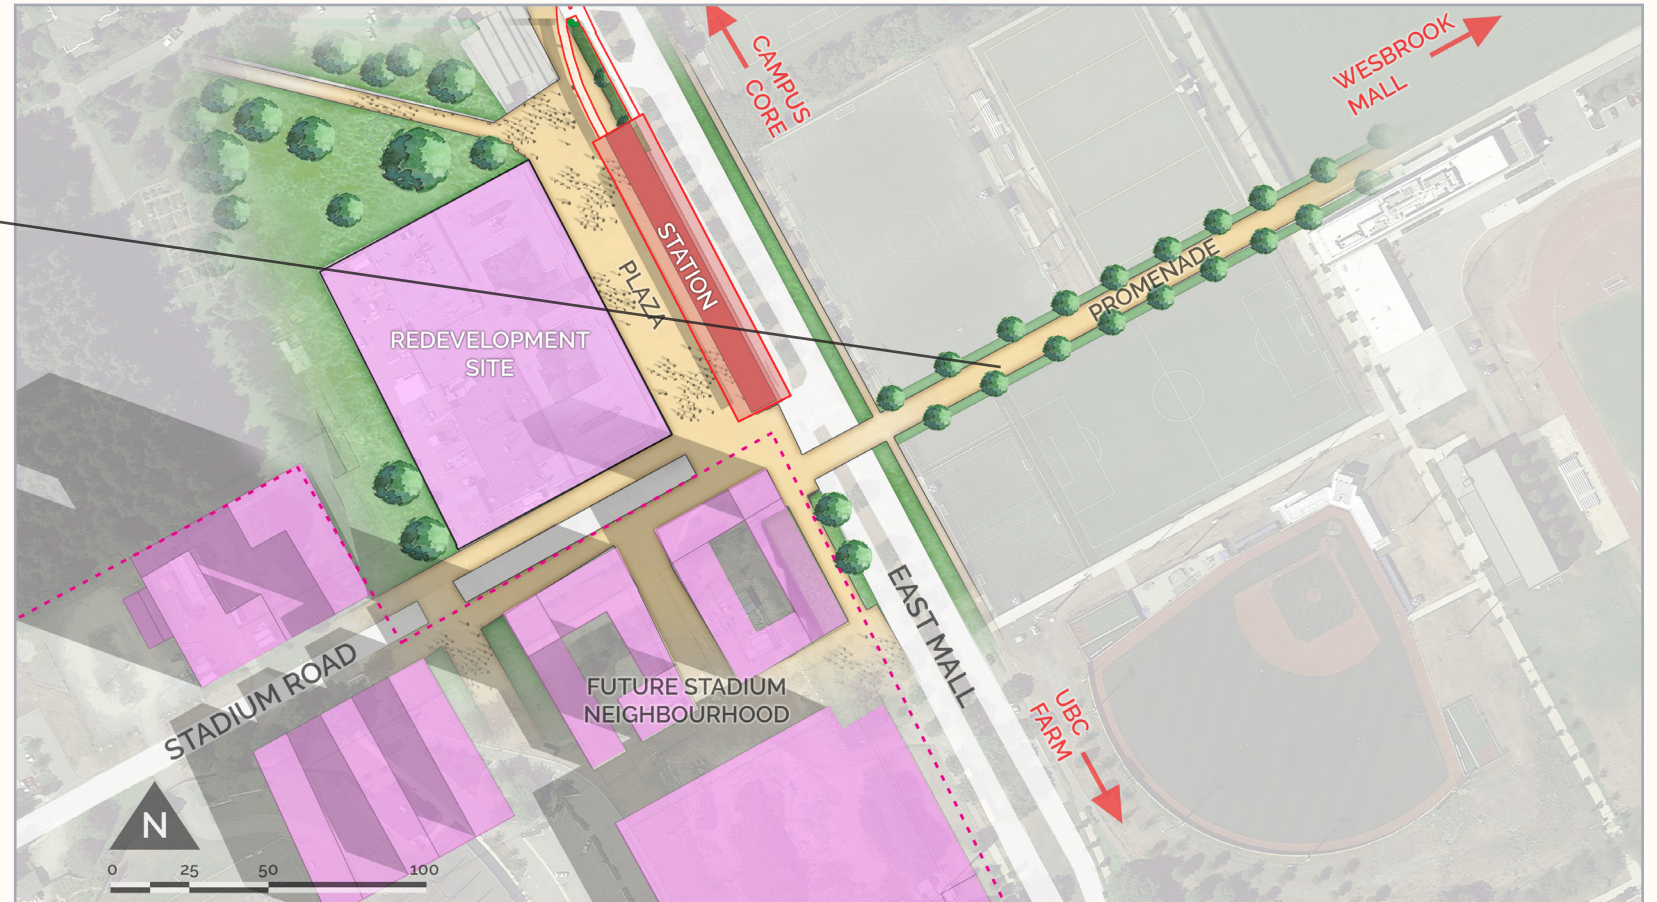 CAMPUS
CORE
WESBROOK
MALL
STATION
PLAZA
PROMENADE
REDEVELOPMENT
SITE
EAST MALL
STADIUM ROAD
FUTURE STADIUM
NEIGHBOURHOOD
UBC
FARM
N
0 25 50 100